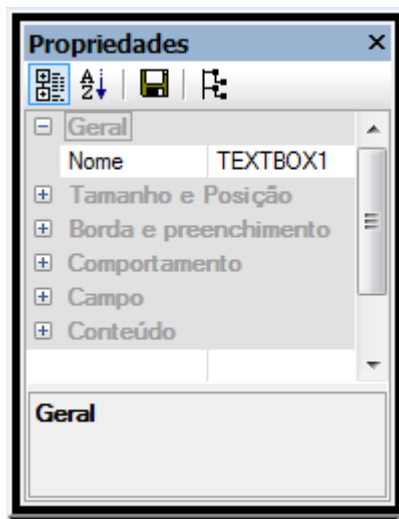 Propriedades
Geral
Nome TEXTBOX1
Tamanho e Posição
Borda e preenchimento
Comportamento
Campo
Conteúdo
Geral